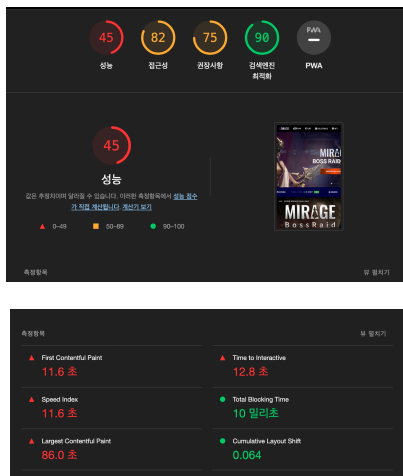 45
82
75
90
PWA
성능
접근성
권장사항
검색엔진
최적화
PWA
45
성능
값은 추정치이며 달라질 수 있습니다. 이러한 측정항목에서 성능 점수
가 직접 계산됩니다. 계산기 보기
0–49
50–89
90–100
MIRA
BOSS RAID
MIRAGE
BossRaid
측정항목
뷰 펼치기
측정항목
뷰 펼치기
First Contentful Paint
11.6 초
Time to Interactive
12.8 초
Speed Index
11.6 초
Total Blocking Time
10 밀리초
Largest Contentful Paint
86.0 초
Cumulative Layout Shift
0.064